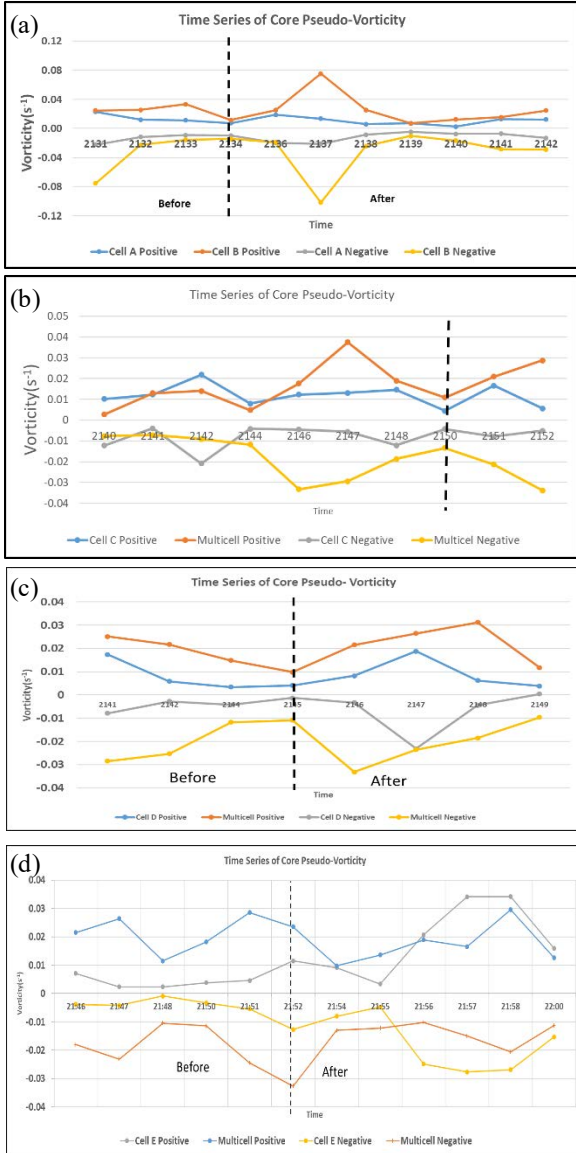 (a)
Time Series of Core Pseudo-Vorticity
0.12
0.08
0.04
0.00
-0.04
-0.08
-0.12
Vorticity(s⁻¹)
2131 2132 2133 2134 2136 2137 2138 2139 2140 2141 2142
Before After
Time
Cell A Positive Cell B Positive Cell A Negative Cell B Negative
(b)
Time Series of Core Pseudo-Vorticity
0.05
0.04
0.03
0.02
0.01
0
-0.01
-0.02
-0.03
-0.04
Vorticity(s⁻¹)
2140 2141 2142 2144 2146 2147 2148 2150 2151 2152
Time
Cell C Positive Multicell Positive Cell C Negative Multicel Negative
(c)
Time Series of Core Pseudo- Vorticity
0.04
0.03
0.02
0.01
0
-0.01
-0.02
-0.03
-0.04
Vorticity(s⁻¹)
2141 2142 2144 2145 2146 2147 2148 2149
Before After
Time
Cell D Positive Multicell Positive Cell D Negative Multicell Negative
(d)
Time Series of Core Pseudo-Vorticity
0.04
0.03
0.02
0.01
0
-0.01
-0.02
-0.03
-0.04
Vorticity(s⁻¹)
21:46 21:47 21:48 21:50 21:51 21:52 21:54 21:55 21:56 21:57 21:58 22:00
Before After
Time
Cell E Positive Multicell Positive Cell E Negative Multicell Negative